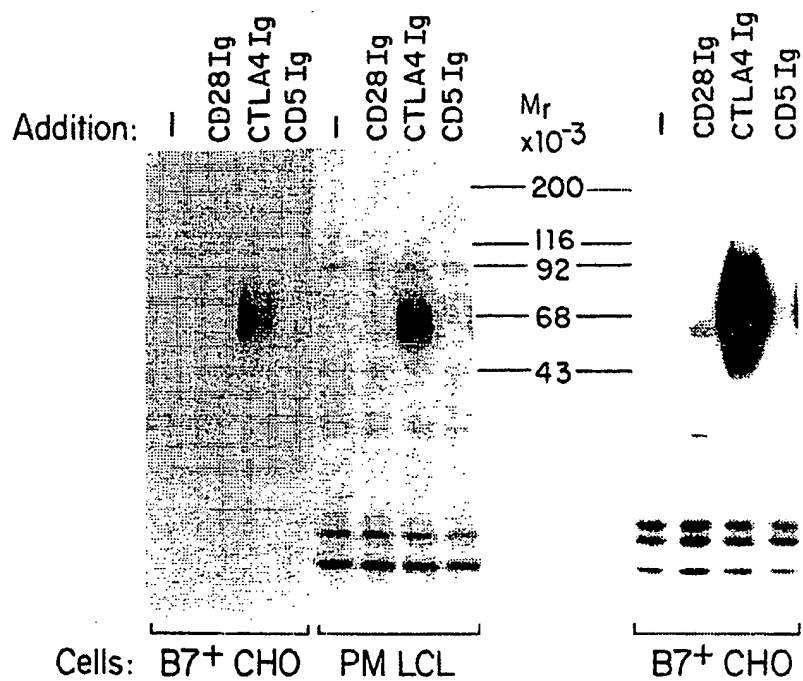 Addition: — CD28Ig CTLA4Ig CD5Ig — CD28Ig CTLA4Ig CD5Ig Mr x10-3 — CD28Ig CTLA4Ig CD5Ig
200
116
92
68
43
Cells: B7+ CHO PM LCL B7+ CHO